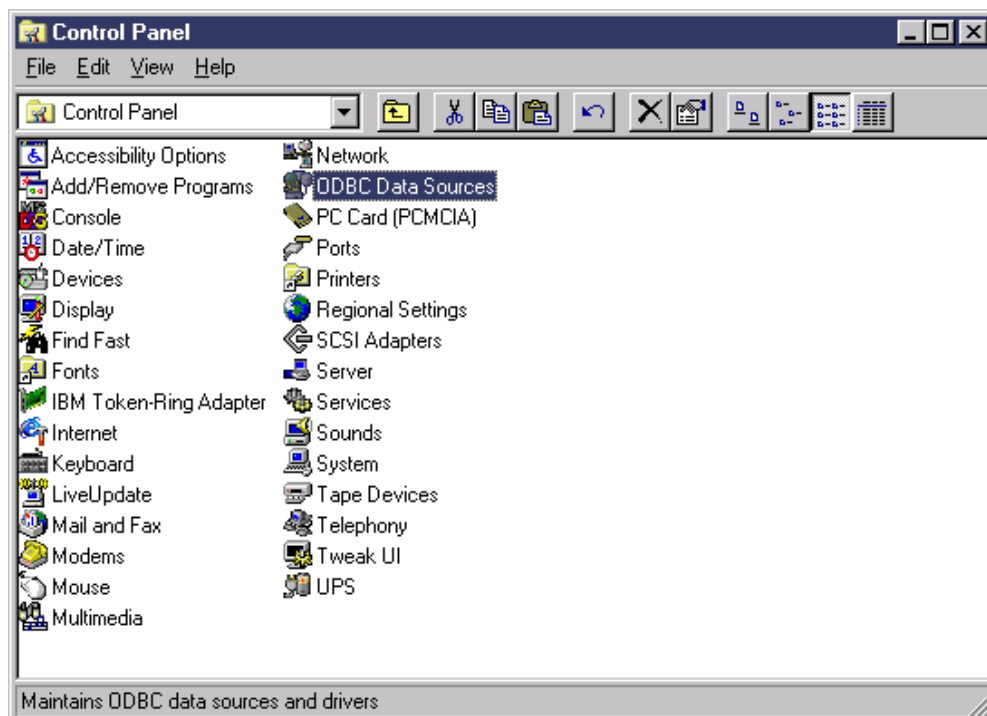 Control Panel
File Edit View Help
Control Panel
Accessibility Options
Add/Remove Programs
Console
Date/Time
Devices
Display
Find Fast
Fonts
IBM Token-Ring Adapter
Internet
Keyboard
LiveUpdate
Mail and Fax
Modems
Mouse
Multimedia
Network
ODBC Data Sources
PC Card (PCMCIA)
Ports
Printers
Regional Settings
SCSI Adapters
Server
Services
Sounds
System
Tape Devices
Telephony
Tweak UI
UPS
Maintains ODBC data sources and drivers